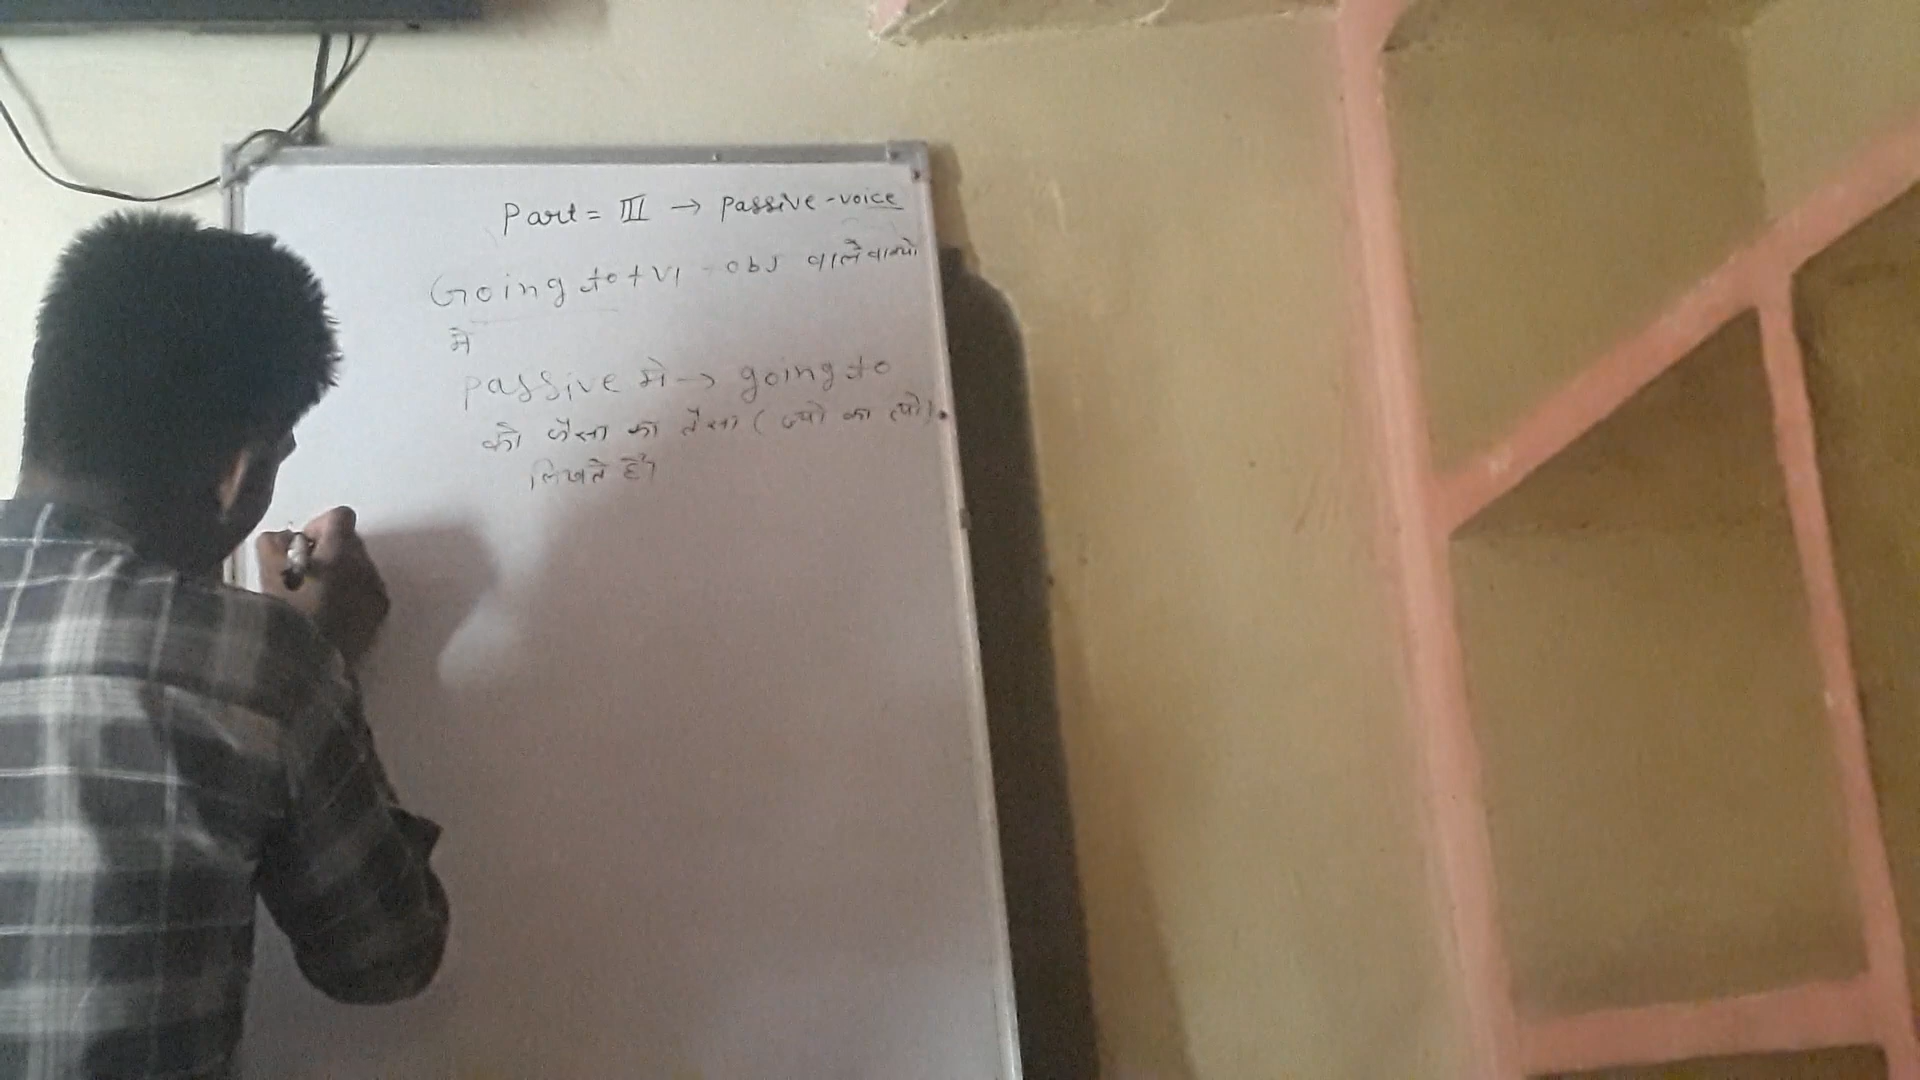 Part = III → Passive-voice
Going to + V1 - obj वाले वाक्यो
मे
Passive मे → going to
को जैसा का तैसा ( ज्यो का त्यो ).
लिखते है।